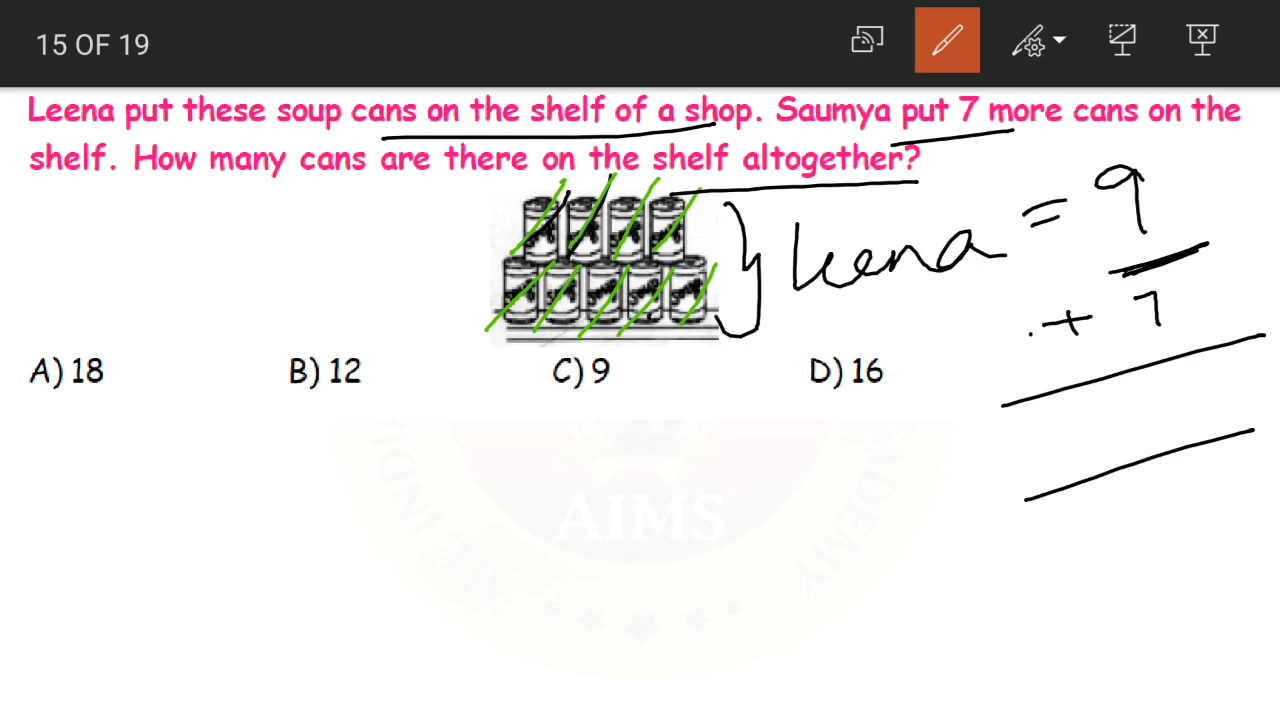 15 OF 19
Leena put these soup cans on the shelf of a shop. Saumya put 7 more cans on the
shelf. How many cans are there on the shelf altogether?
Leena = 9
+ 7
A) 18 B) 12 C) 9 D) 16
AIMS